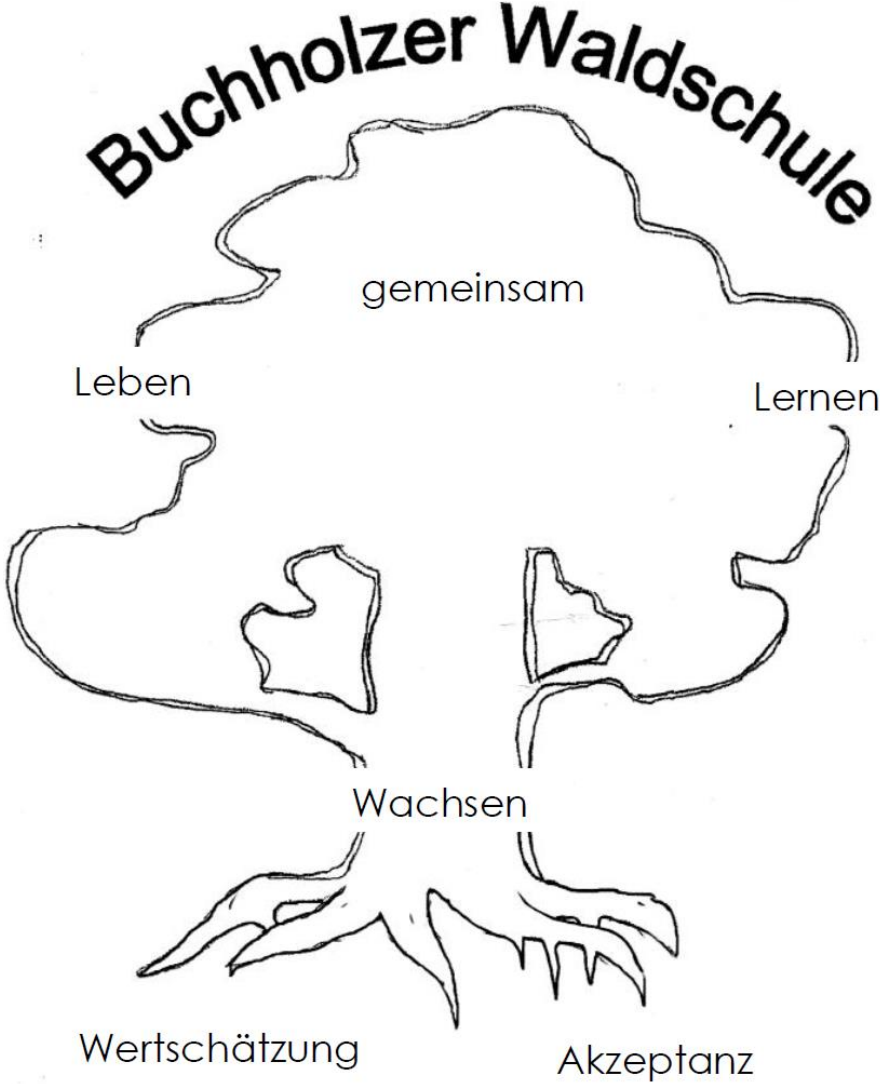 Buchholzer Waldschule
gemeinsam
Leben
Lernen
Wachsen
Wertschätzung
Akzeptanz